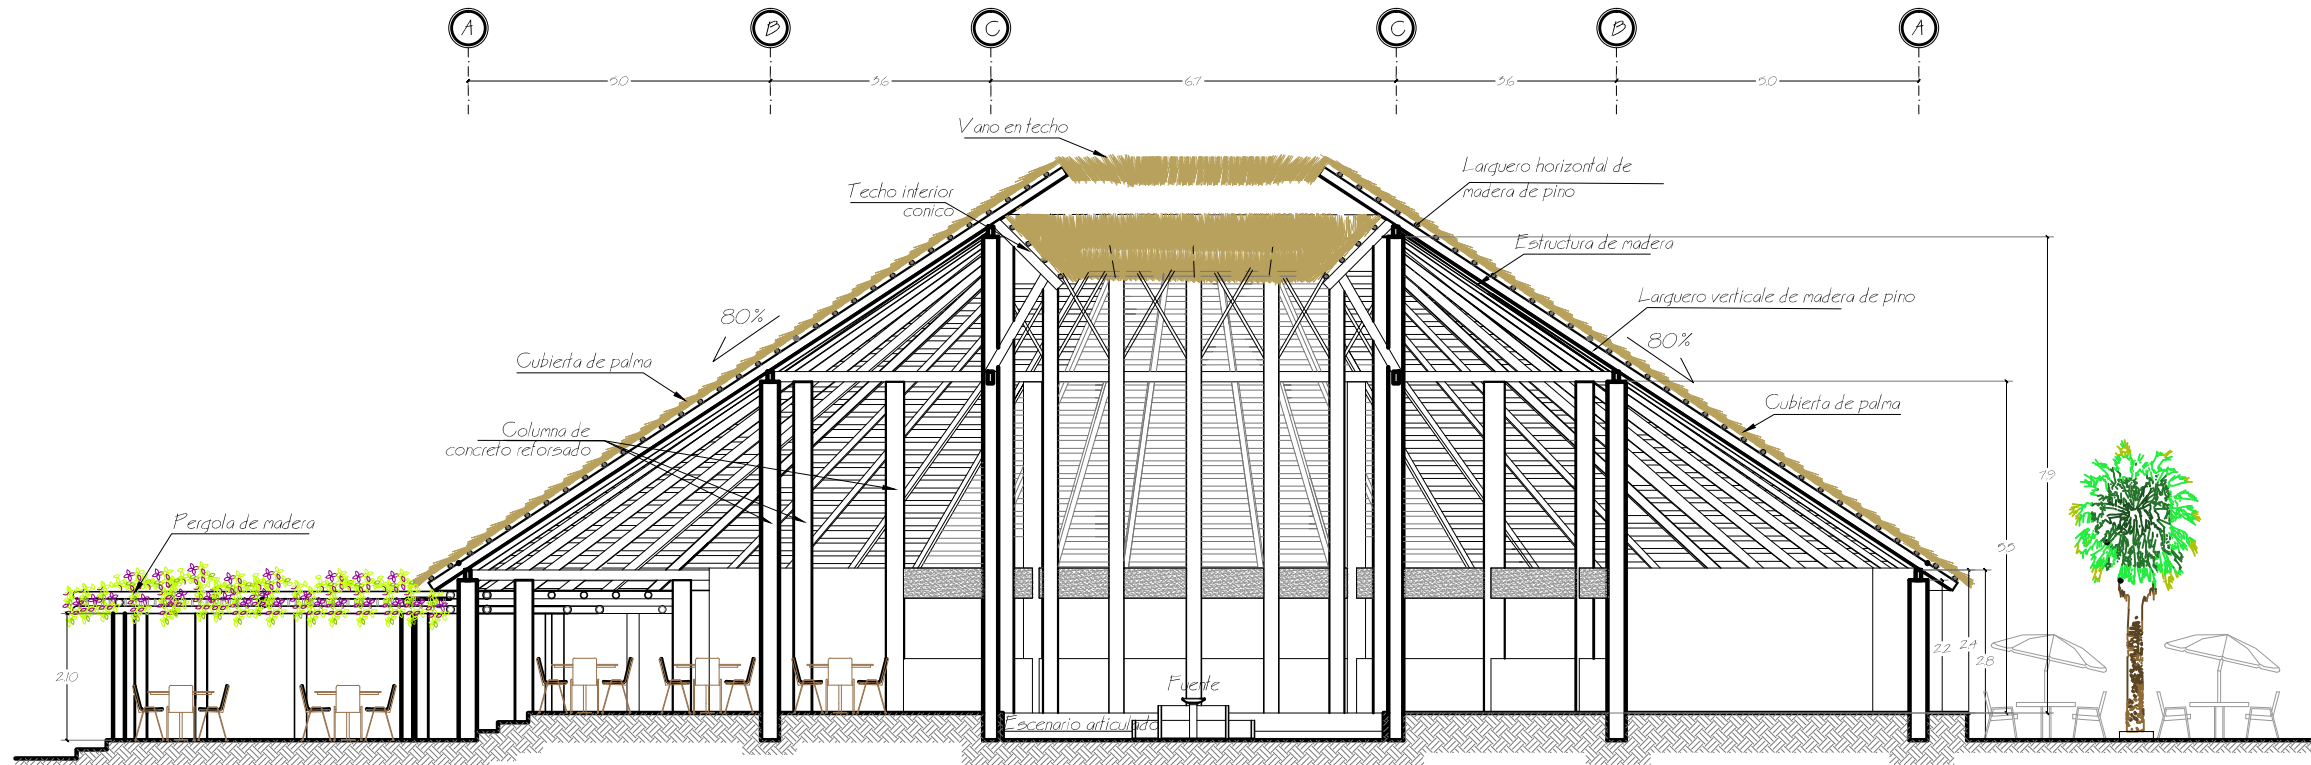 A B C C B A
5.0 3.6 6.7 3.6 5.0
Vano en techo
Larguero horizontal de
madera de pino
Techo interior
conico
Estructura de madera
Larguero verticale de madera de pino
80%
80%
Cubierta de palma
Cubierta de palma
Columna de
concreto reforsado
7.9
Pergola de madera
5.5
2.2 2.4
2.8
2.10
Fuente
Escenario articulado